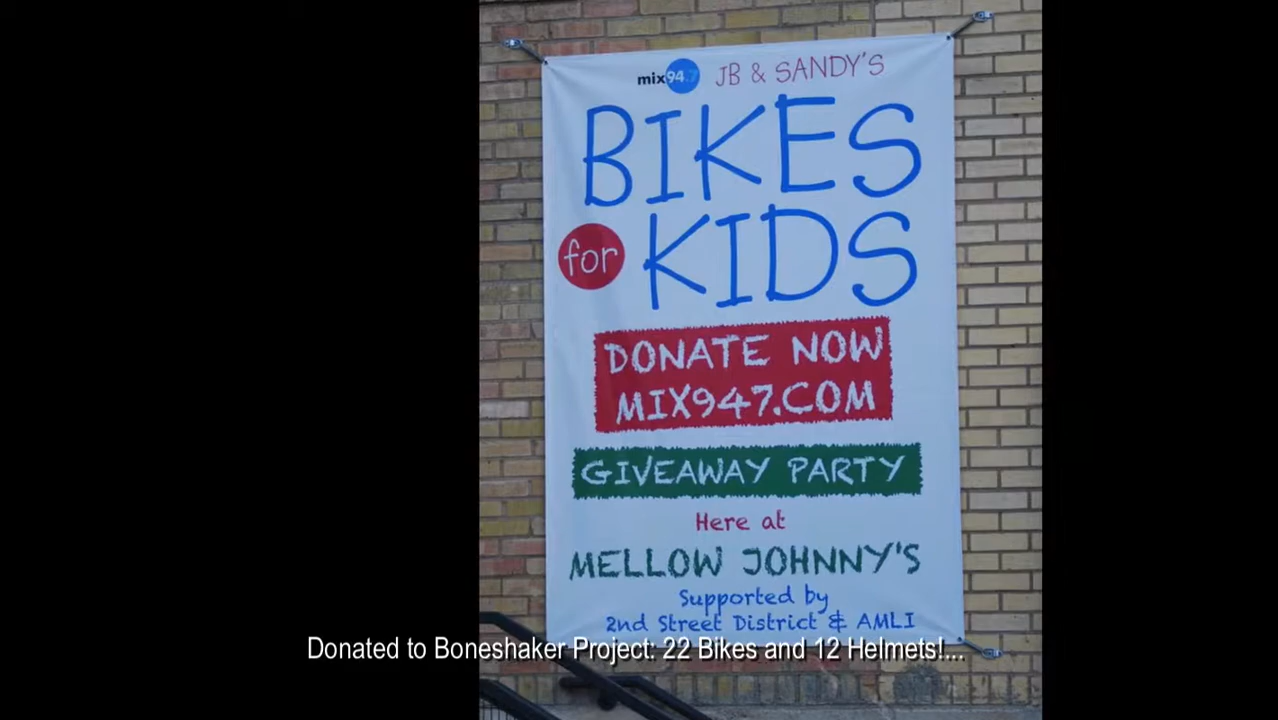 mix94.7 JB & SANDY'S
BIKES
for KIDS
DONATE NOW
MIX947.COM
GIVEAWAY PARTY
Here at
MELLOW JOHNNY'S
Supported by
2nd Street District & AMLI
Donated to Boneshaker Project: 22 Bikes and 12 Helmets!...